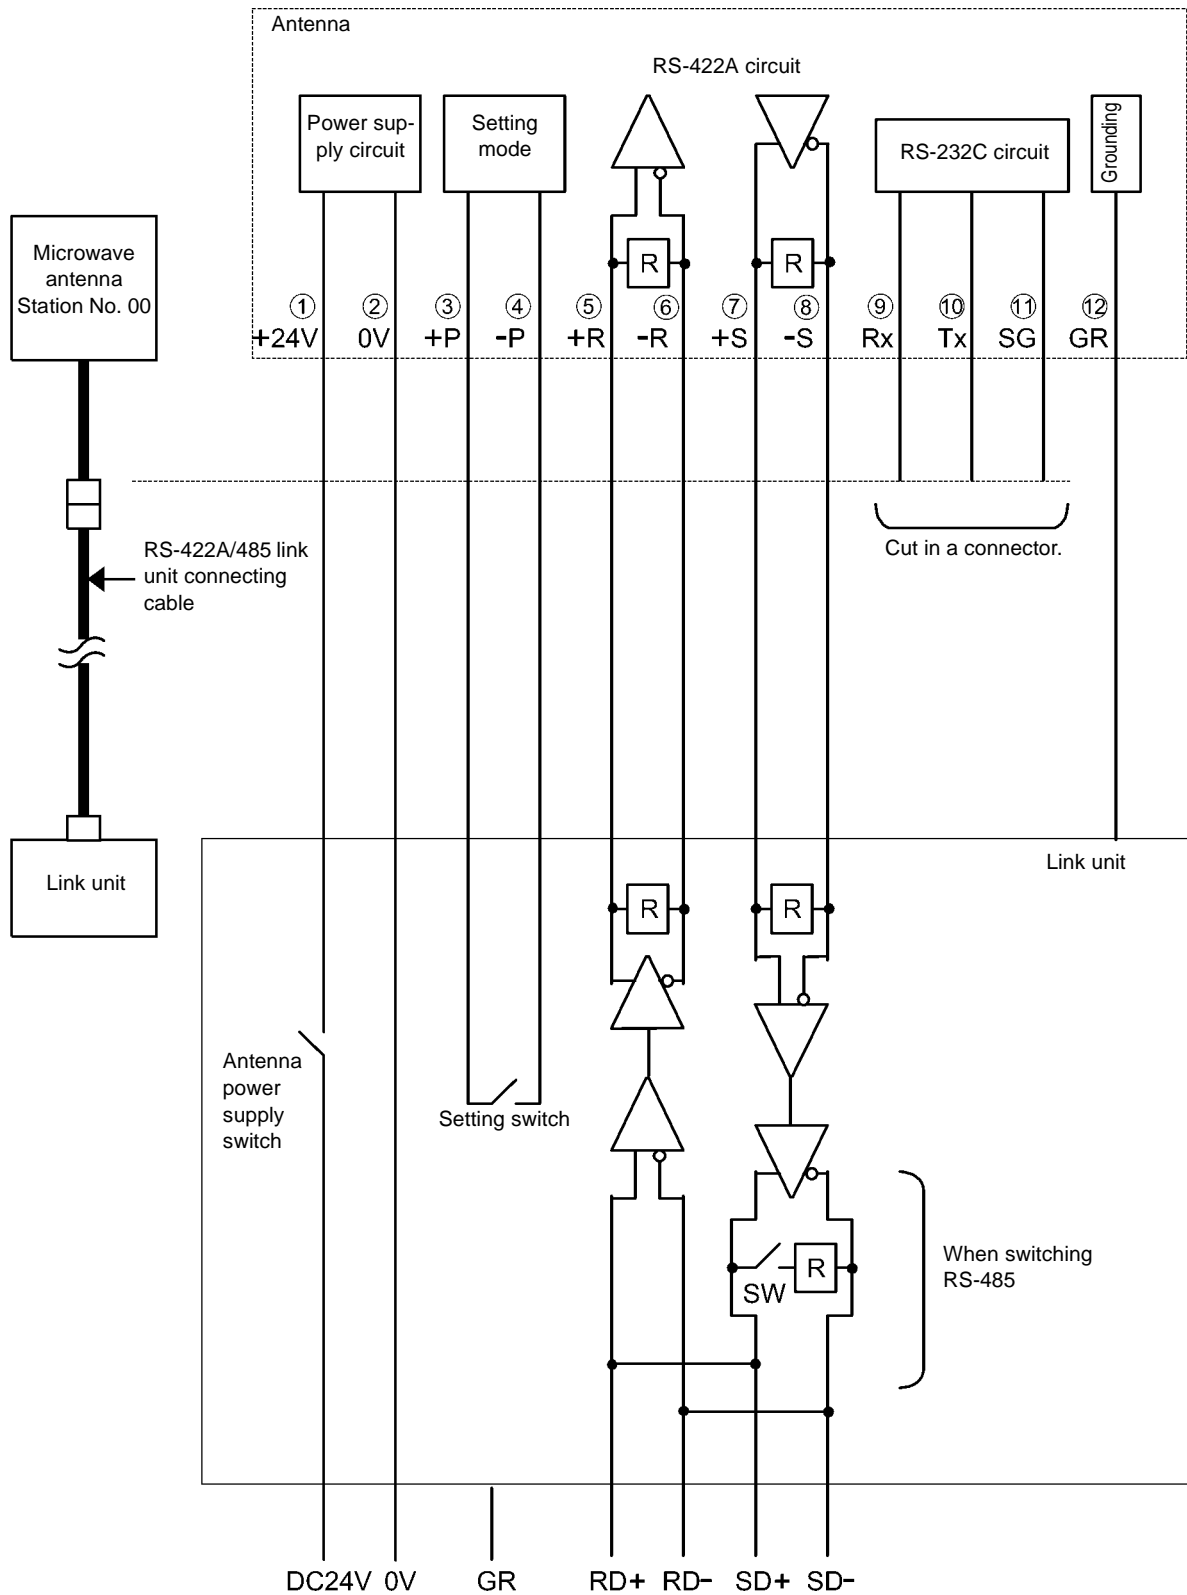 Antenna
RS-422A circuit
Power sup-
ply circuit
Setting
mode
RS-232C circuit
Grounding
Microwave
antenna
Station No. 00
① ② ③ ④ ⑤ ⑥ ⑦ ⑧ ⑨ ⑩ ⑪ ⑫
+24V 0V +P -P +R -R +S -S Rx Tx SG GR
R R
Cut in a connector.
RS-422A/485 link
unit connecting
cable
Link unit
Link unit
R R
Antenna
power
supply
switch
Setting switch
R
SW
When switching
RS-485
DC24V 0V GR RD+ RD- SD+ SD-